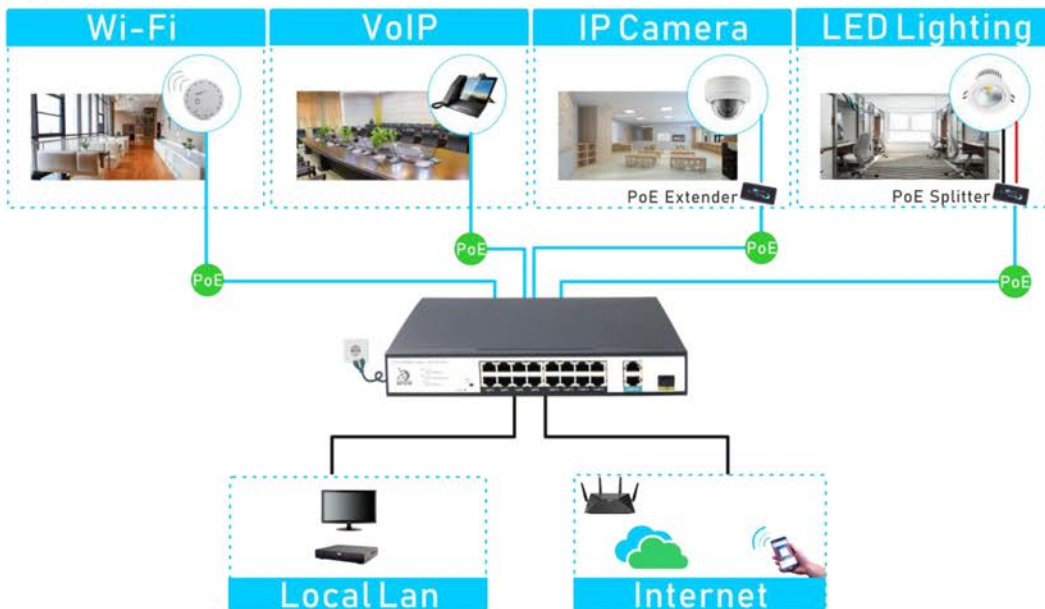 Wi-Fi
VoIP
IP Camera
LED Lighting
PoE Extender
PoE Splitter
PoE
PoE
PoE
PoE
Local Lan
Internet